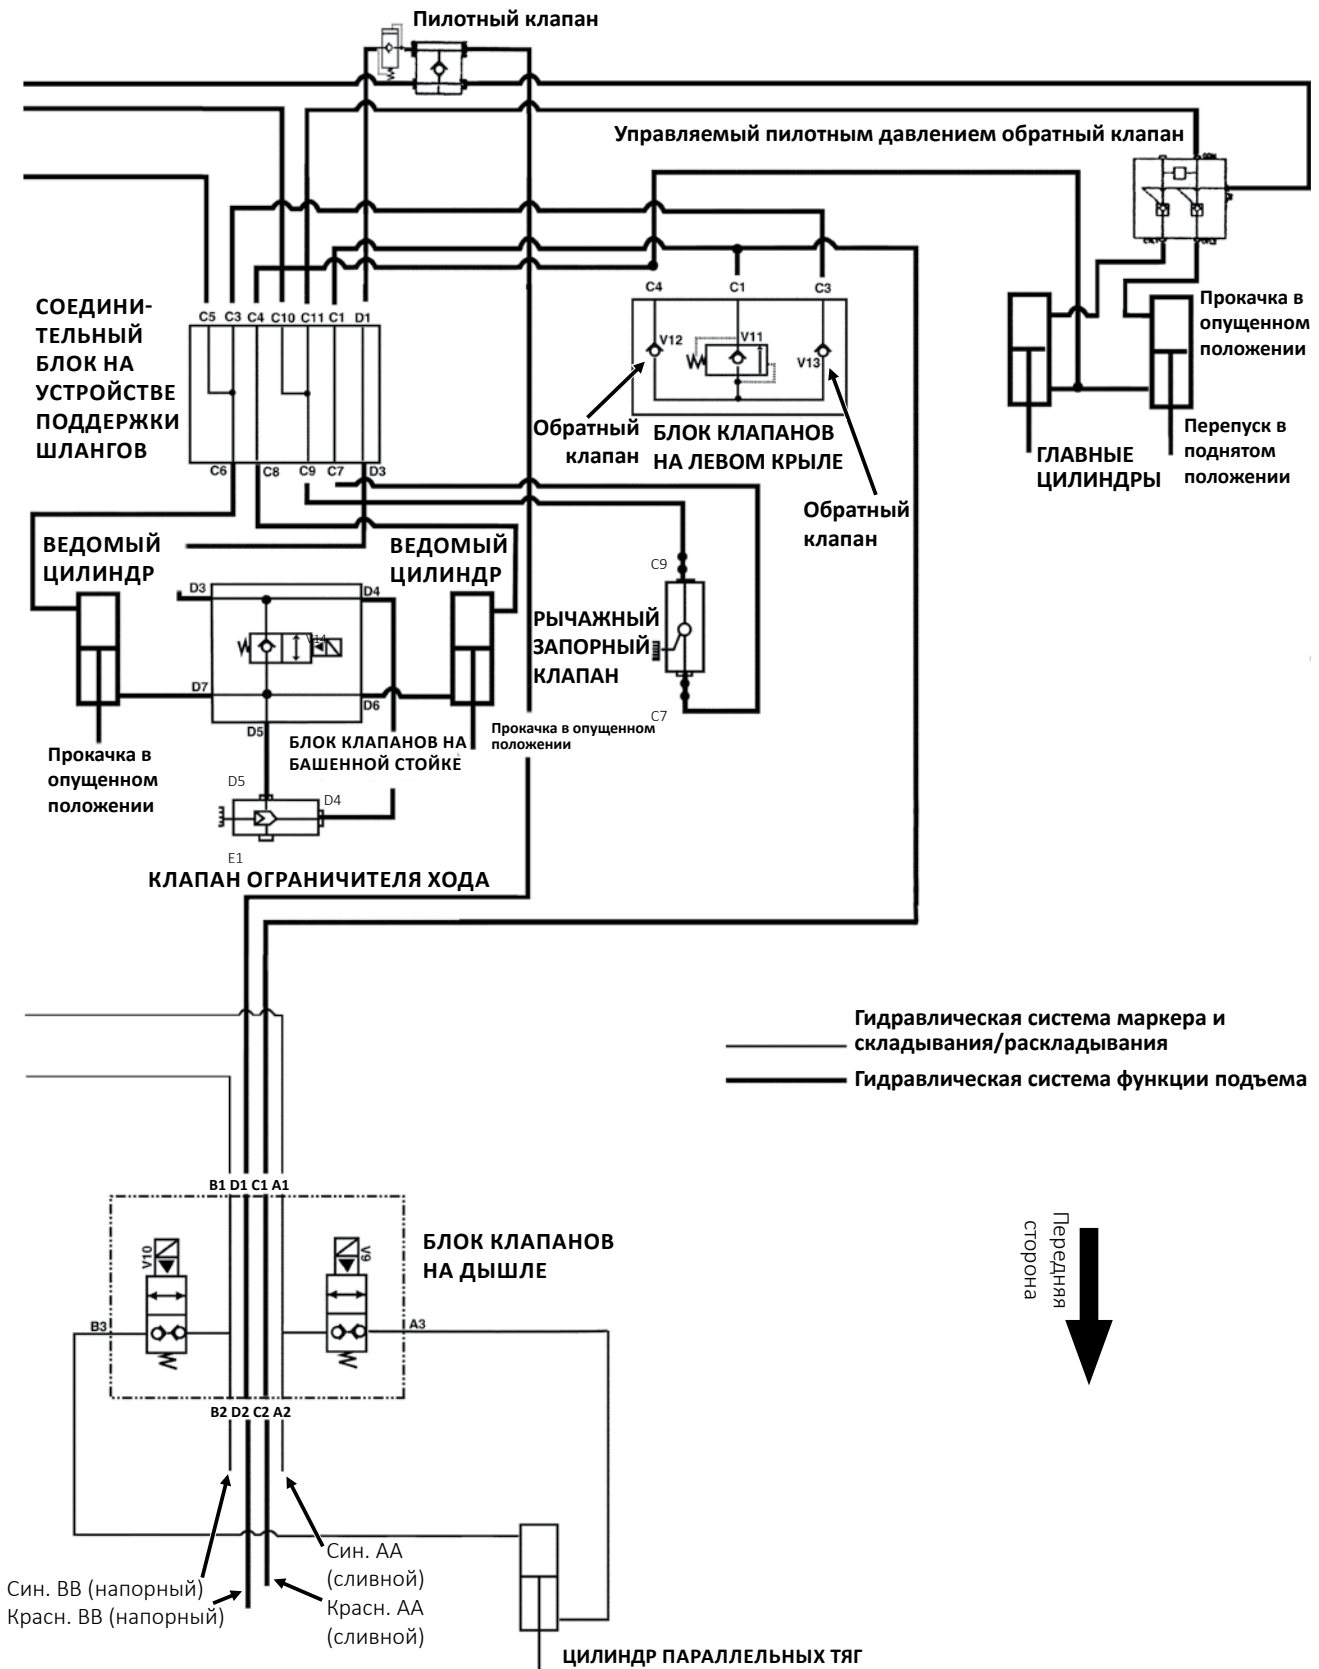 Пилотный клапан
Управляемый пилотным давлением обратный клапан
СОЕДИНИ-
ТЕЛЬНЫЙ
БЛОК НА
УСТРОЙСТВЕ
ПОДДЕРЖКИ
ШЛАНГОВ
C5 C3 C4 C10 C11 C1 D1
C6 C8 C9 C7 D3
C4 C1 C3
V12
V11
V13
Обратный
клапан
БЛОК КЛАПАНОВ
НА ЛЕВОМ КРЫЛЕ
Обратный
клапан
Прокачка в
опущенном
положении
ГЛАВНЫЕ
ЦИЛИНДРЫ
Перепуск в
поднятом
положении
ВЕДОМЫЙ
ЦИЛИНДР
ВЕДОМЫЙ
ЦИЛИНДР
D3
D4
V14
D7
D6
D5
C9
РЫЧАЖНЫЙ
ЗАПОРНЫЙ
КЛАПАН
C7
Прокачка в
опущенном
положении
БЛОК КЛАПАНОВ НА
БАШЕННОЙ СТОЙКЕ
Прокачка в опущенном
положении
D5
D4
E1
КЛАПАН ОГРАНИЧИТЕЛЯ ХОДА
Гидравлическая система маркера и
складывания/раскладывания
Гидравлическая система функции подъема
B1 D1 C1 A1
V10
V9
БЛОК КЛАПАНОВ
НА ДЫШЛЕ
B3
A3
B2 D2 C2 A2
Передняя
сторона
Син. BB (напорный)
Красн. BB (напорный)
Син. AA
(сливной)
Красн. AA
(сливной)
ЦИЛИНДР ПАРАЛЛЕЛЬНЫХ ТЯГ